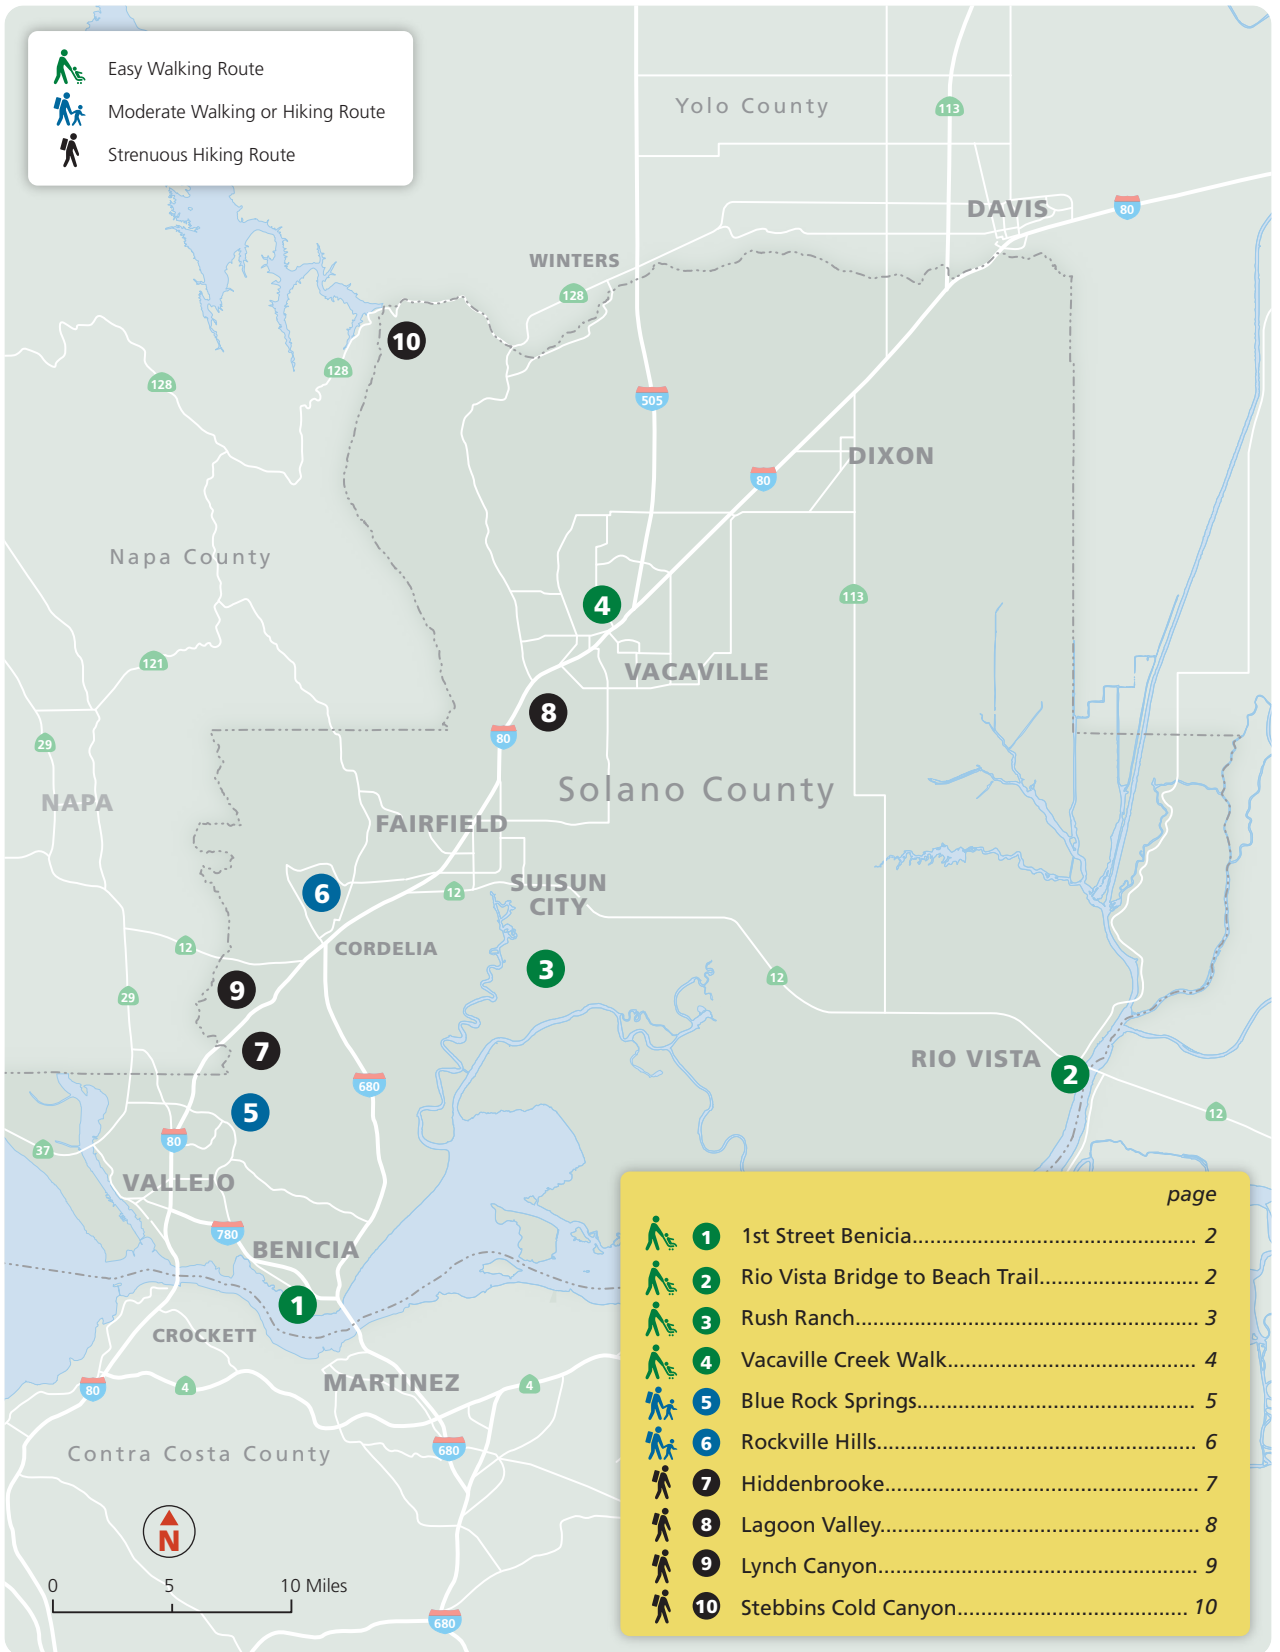 Easy Walking Route
Moderate Walking or Hiking Route
Strenuous Hiking Route
Yolo County
113
DAVIS
80
WINTERS
128
10
128
128
505
DIXON
80
Napa County
4
113
121
VACAVILLE
8
80
29
Solano County
NAPA
FAIRFIELD
6
12
SUISUN
CITY
12
CORDELIA
3
12
9
29
7
RIO VISTA
2
680
5
12
80
37
VALLEJO
780
BENICIA
1
CROCKETT
MARTINEZ
80
4
4
Contra Costa County
680
N
0 5 10 Miles
680
page
1 1st Street Benicia.............................................. 2
2 Rio Vista Bridge to Beach Trail.......................... 2
3 Rush Ranch........................................................ 3
4 Vacaville Creek Walk......................................... 4
5 Blue Rock Springs.............................................. 5
6 Rockville Hills.................................................... 6
7 Hiddenbrooke................................................... 7
8 Lagoon Valley.................................................... 8
9 Lynch Canyon.................................................... 9
10 Stebbins Cold Canyon..................................... 10